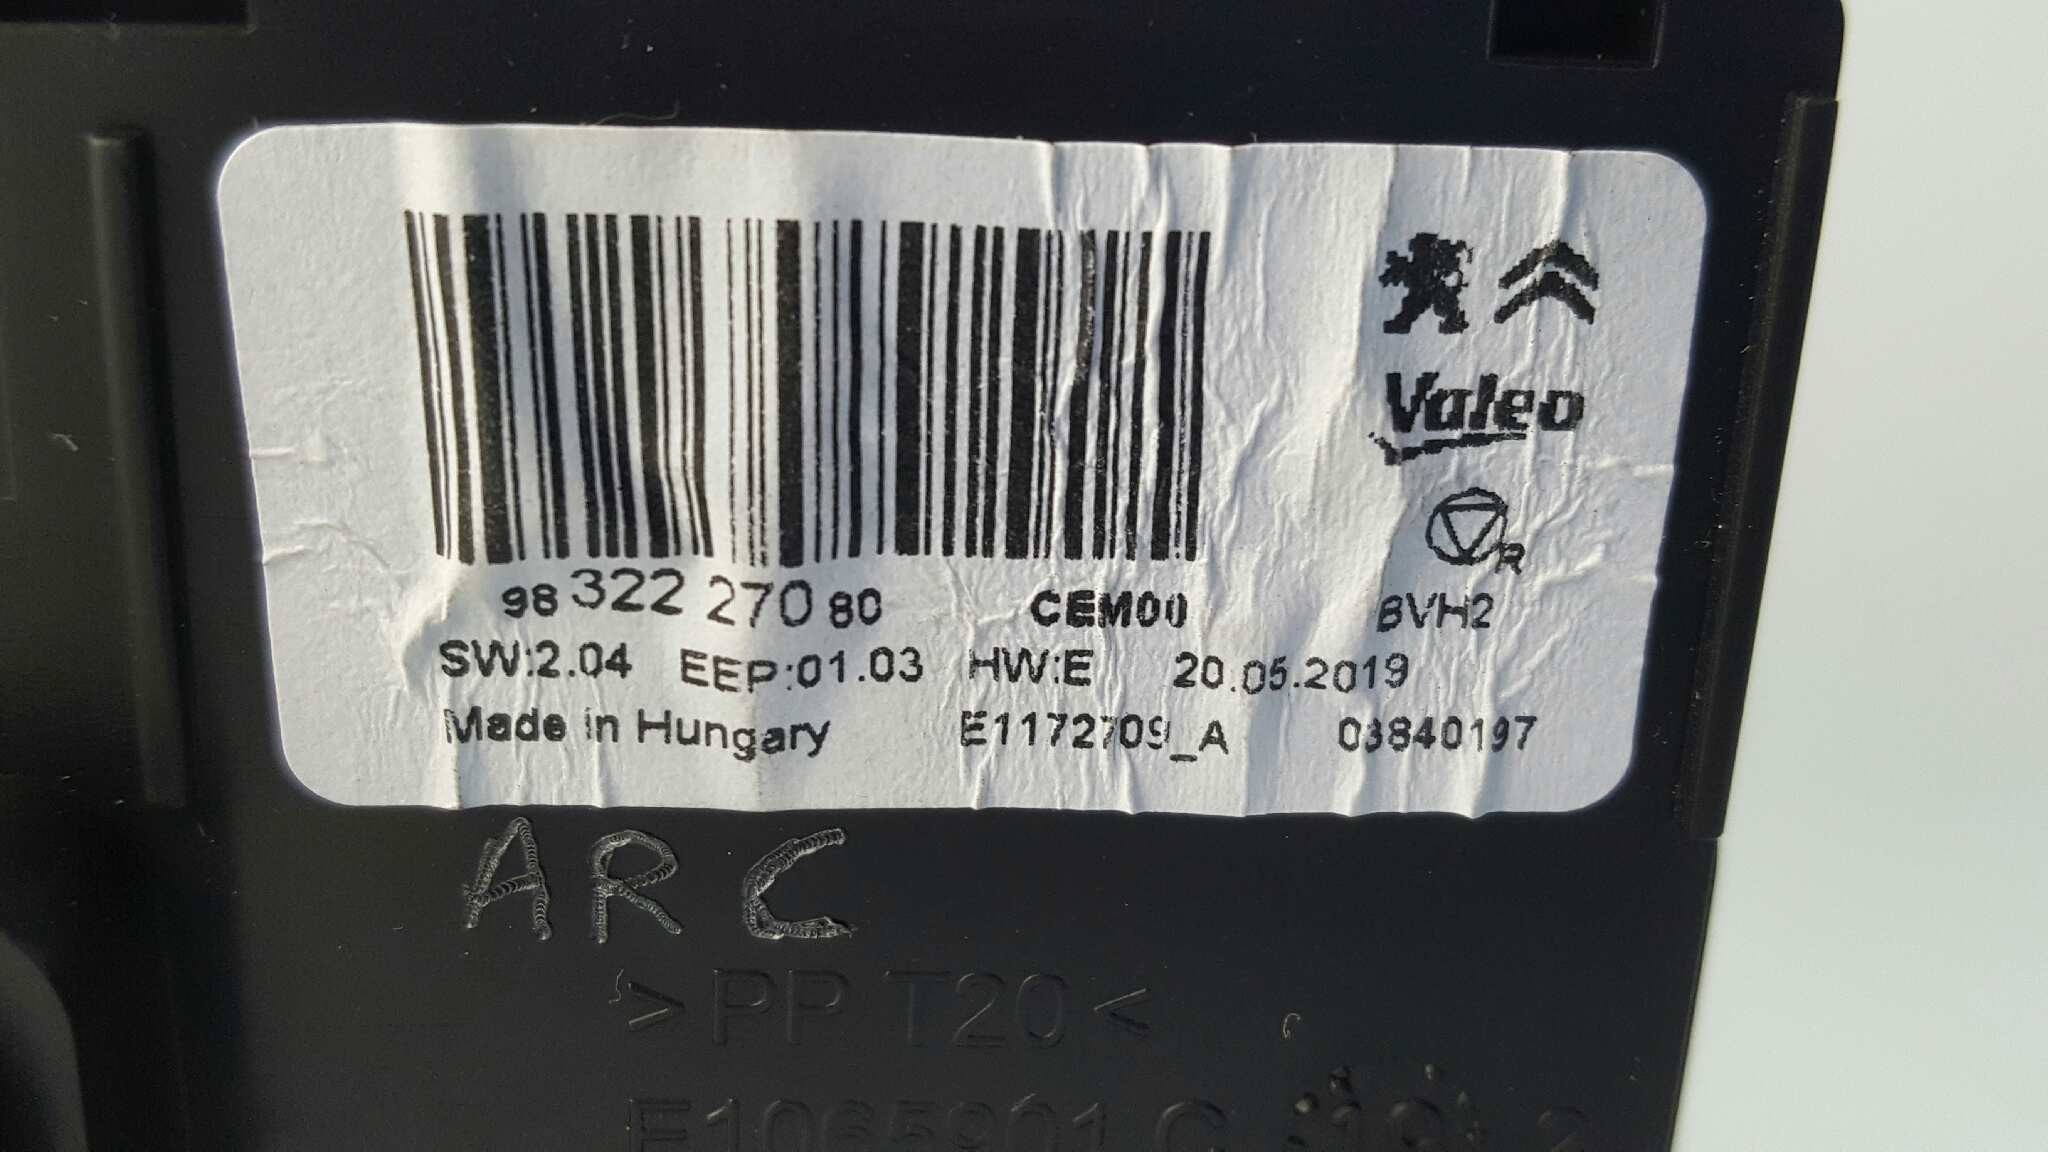 Valeo
R
98 322 270 80 CEM00 BVH2
SW:2.04 EEP:01.03 HW:E 20.05.2019
Made in Hungary E1172709_A 03840197
ARC
>PP T20<
E1065901